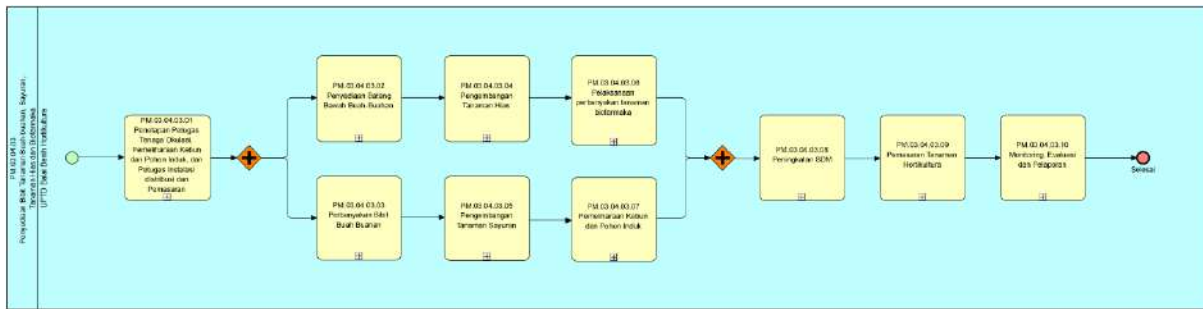 PM.03.04.03
Penyediaan Bibit Tanaman Buah-buahan, Sayuran,
Tanaman Hias dan Biofarmaka
UPTD Balai Benih Hortikultura
PM.03.04.03.01
Penetapan Petugas
Tenaga Okulasi,
Pemeliharaan Kebun
dan Pohon Induk, dan
Petugas Instalasi
distribusi dan
Pemasaran
PM.03.04.03.02
Penyediaan Batang
Bawah Buah-Buahan
PM.03.04.03.04
Pengembangan
Tanaman Hias
PM.03.04.03.06
Pelaksanaan
perbanyakan tanaman
biofarmaka
PM.03.04.03.03
Perbanyakan Bibit
Buah Buahan
PM.03.04.03.05
Pengembangan
Tanaman Sayuran
PM.03.04.03.07
Pemeliharaan Kebun
dan Pohon Induk
PM.03.04.03.08
Peningkatan SDM
PM.03.04.03.09
Pemasaran Tanaman
Hortikultura
PM.03.04.03.10
Monitoring, Evaluasi
dan Pelaporan
Selesai